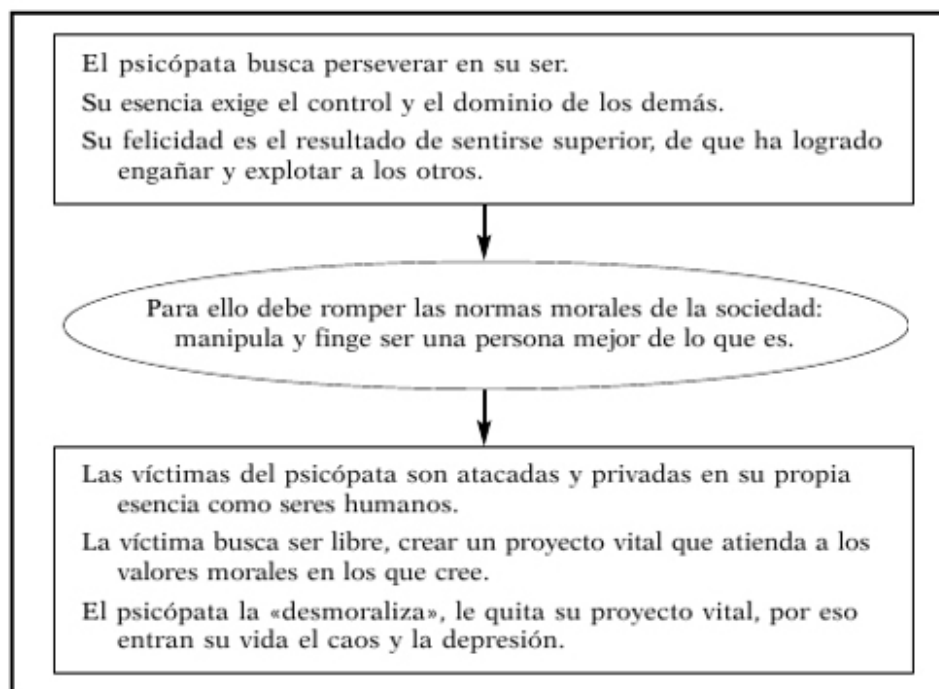 El psicópata busca perseverar en su ser.
Su esencia exige el control y el dominio de los demás.
Su felicidad es el resultado de sentirse superior, de que ha logrado
engañar y explotar a los otros.
Para ello debe romper las normas morales de la sociedad:
manipula y finge ser una persona mejor de lo que es.
Las víctimas del psicópata son atacadas y privadas en su propia
esencia como seres humanos.
La víctima busca ser libre, crear un proyecto vital que atienda a los
valores morales en los que cree.
El psicópata la «desmoraliza», le quita su proyecto vital, por eso
entran su vida el caos y la depresión.